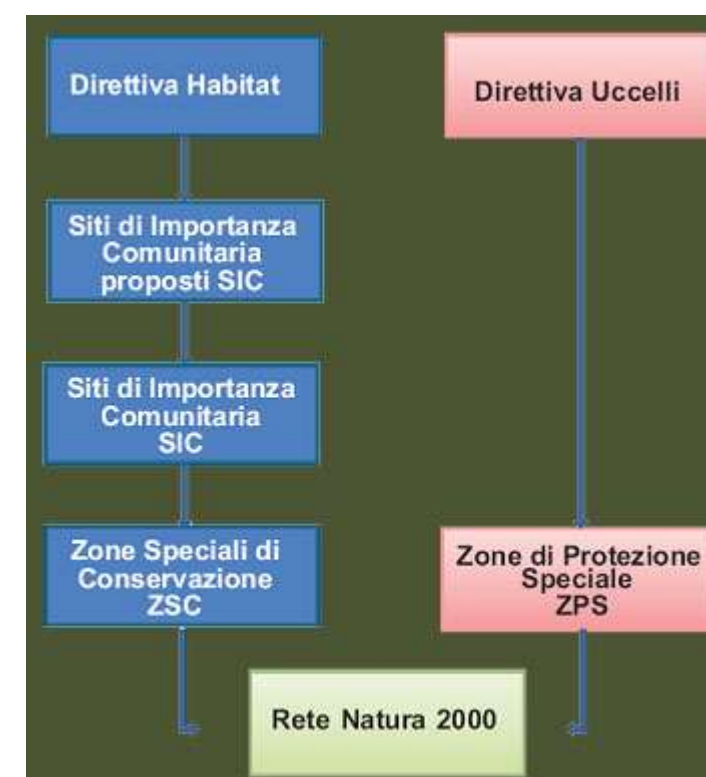 Direttiva Habitat
Direttiva Uccelli
Siti di Importanza
Comunitaria
proposti SIC
Siti di Importanza
Comunitaria
SIC
Zone Speciali di
Conservazione
ZSC
Zone di Protezione
Speciale
ZPS
Rete Natura 2000